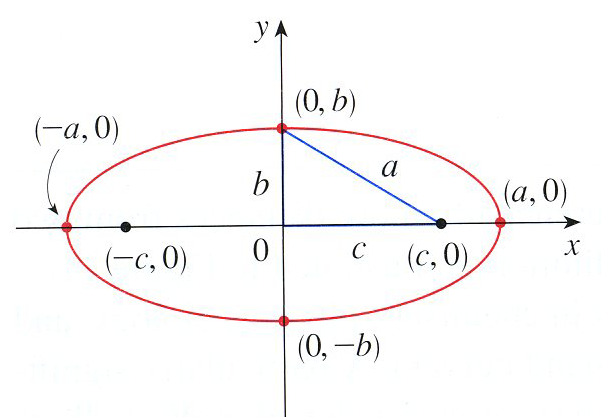 y
(0, b)
(−a, 0)
a
b
(a, 0)
(−c, 0)
0
c
(c, 0)
x
(0, −b)